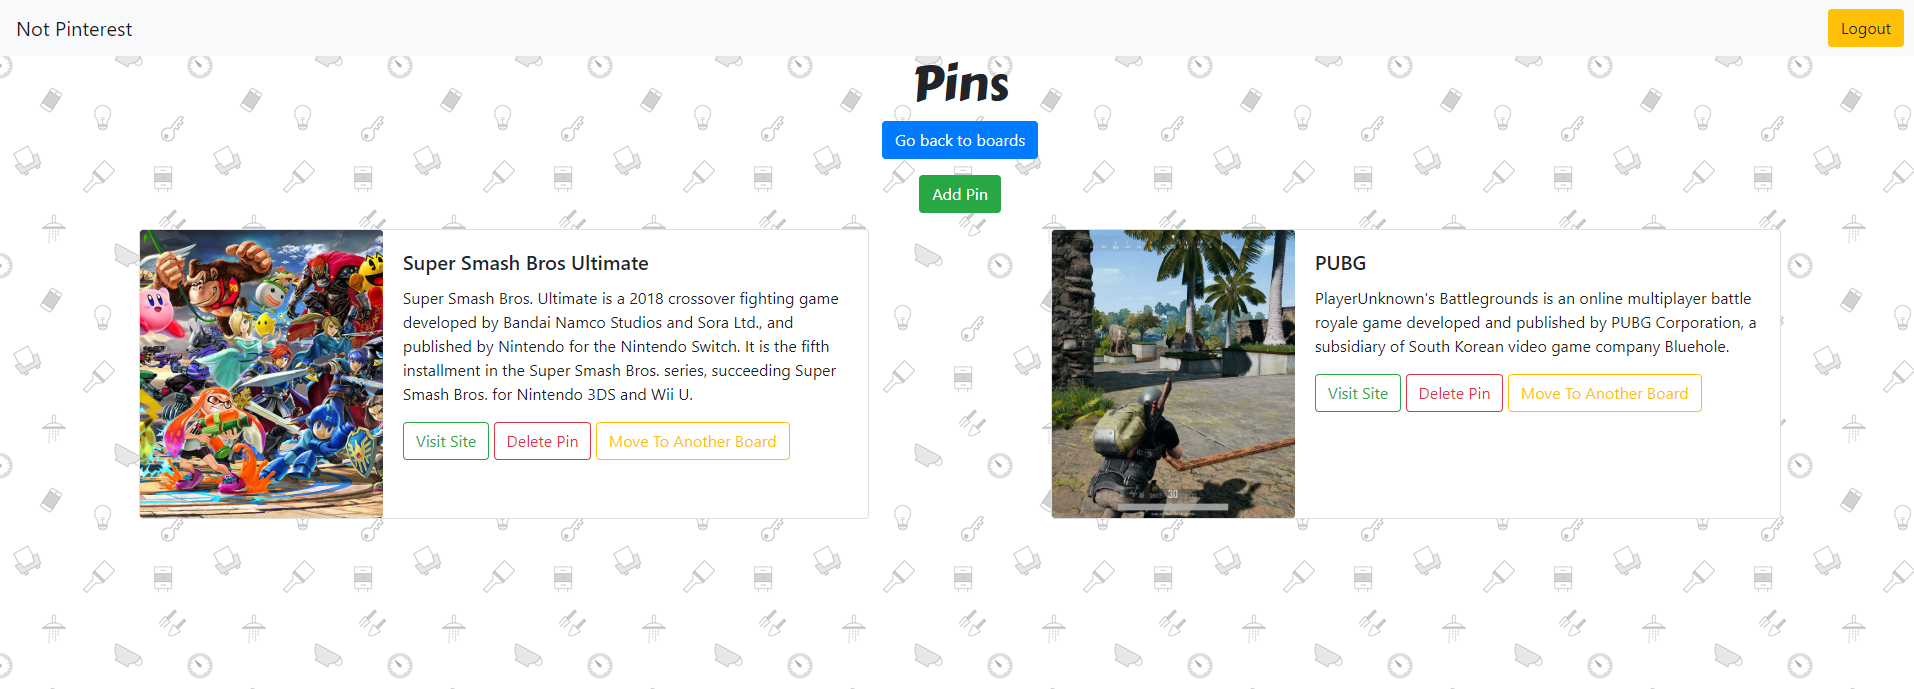 Not Pinterest
Logout
Pins
Go back to boards
Add Pin
Super Smash Bros Ultimate
Super Smash Bros. Ultimate is a 2018 crossover fighting game
developed by Bandai Namco Studios and Sora Ltd., and
published by Nintendo for the Nintendo Switch. It is the fifth
installment in the Super Smash Bros. series, succeeding Super
Smash Bros. for Nintendo 3DS and Wii U.
Visit Site
Delete Pin
Move To Another Board
30
PUBG
PlayerUnknown's Battlegrounds is an online multiplayer battle
royale game developed and published by PUBG Corporation, a
subsidiary of South Korean video game company Bluehole.
Visit Site
Delete Pin
Move To Another Board